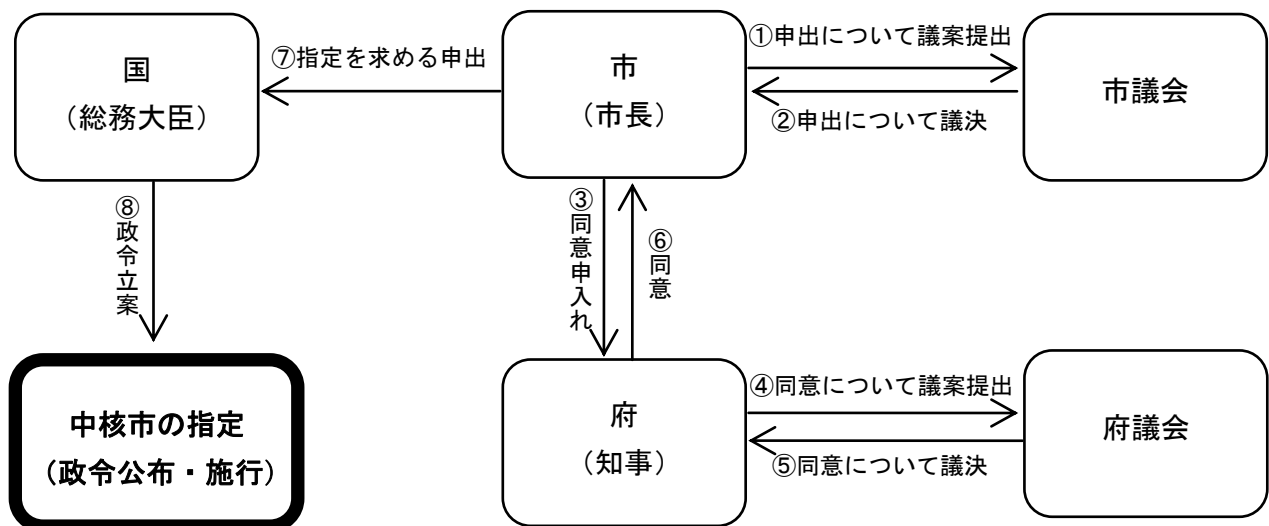 国
(総務大臣)
⑦指定を求める申出
市
(市長)
①申出について議案提出
②申出について議決
市議会
⑧政令立案
③同意申入れ
⑥同意
中核市の指定
(政令公布・施行)
府
(知事)
④同意について議案提出
⑤同意について議決
府議会